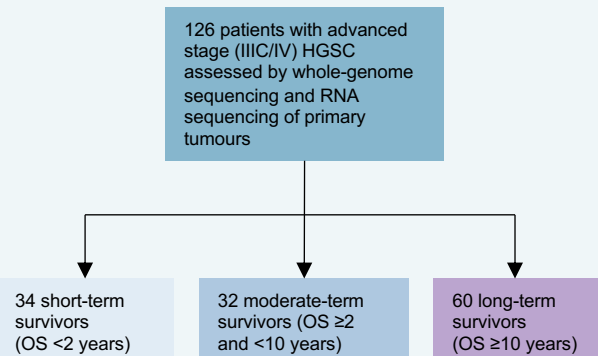 126 patients with advanced
stage (IIIC/IV) HGSC
assessed by whole-genome
sequencing and RNA
sequencing of primary
tumours
34 short-term
survivors
(OS <2 years)
32 moderate-term
survivors (OS ≥2
and <10 years)
60 long-term
survivors
(OS ≥10 years)